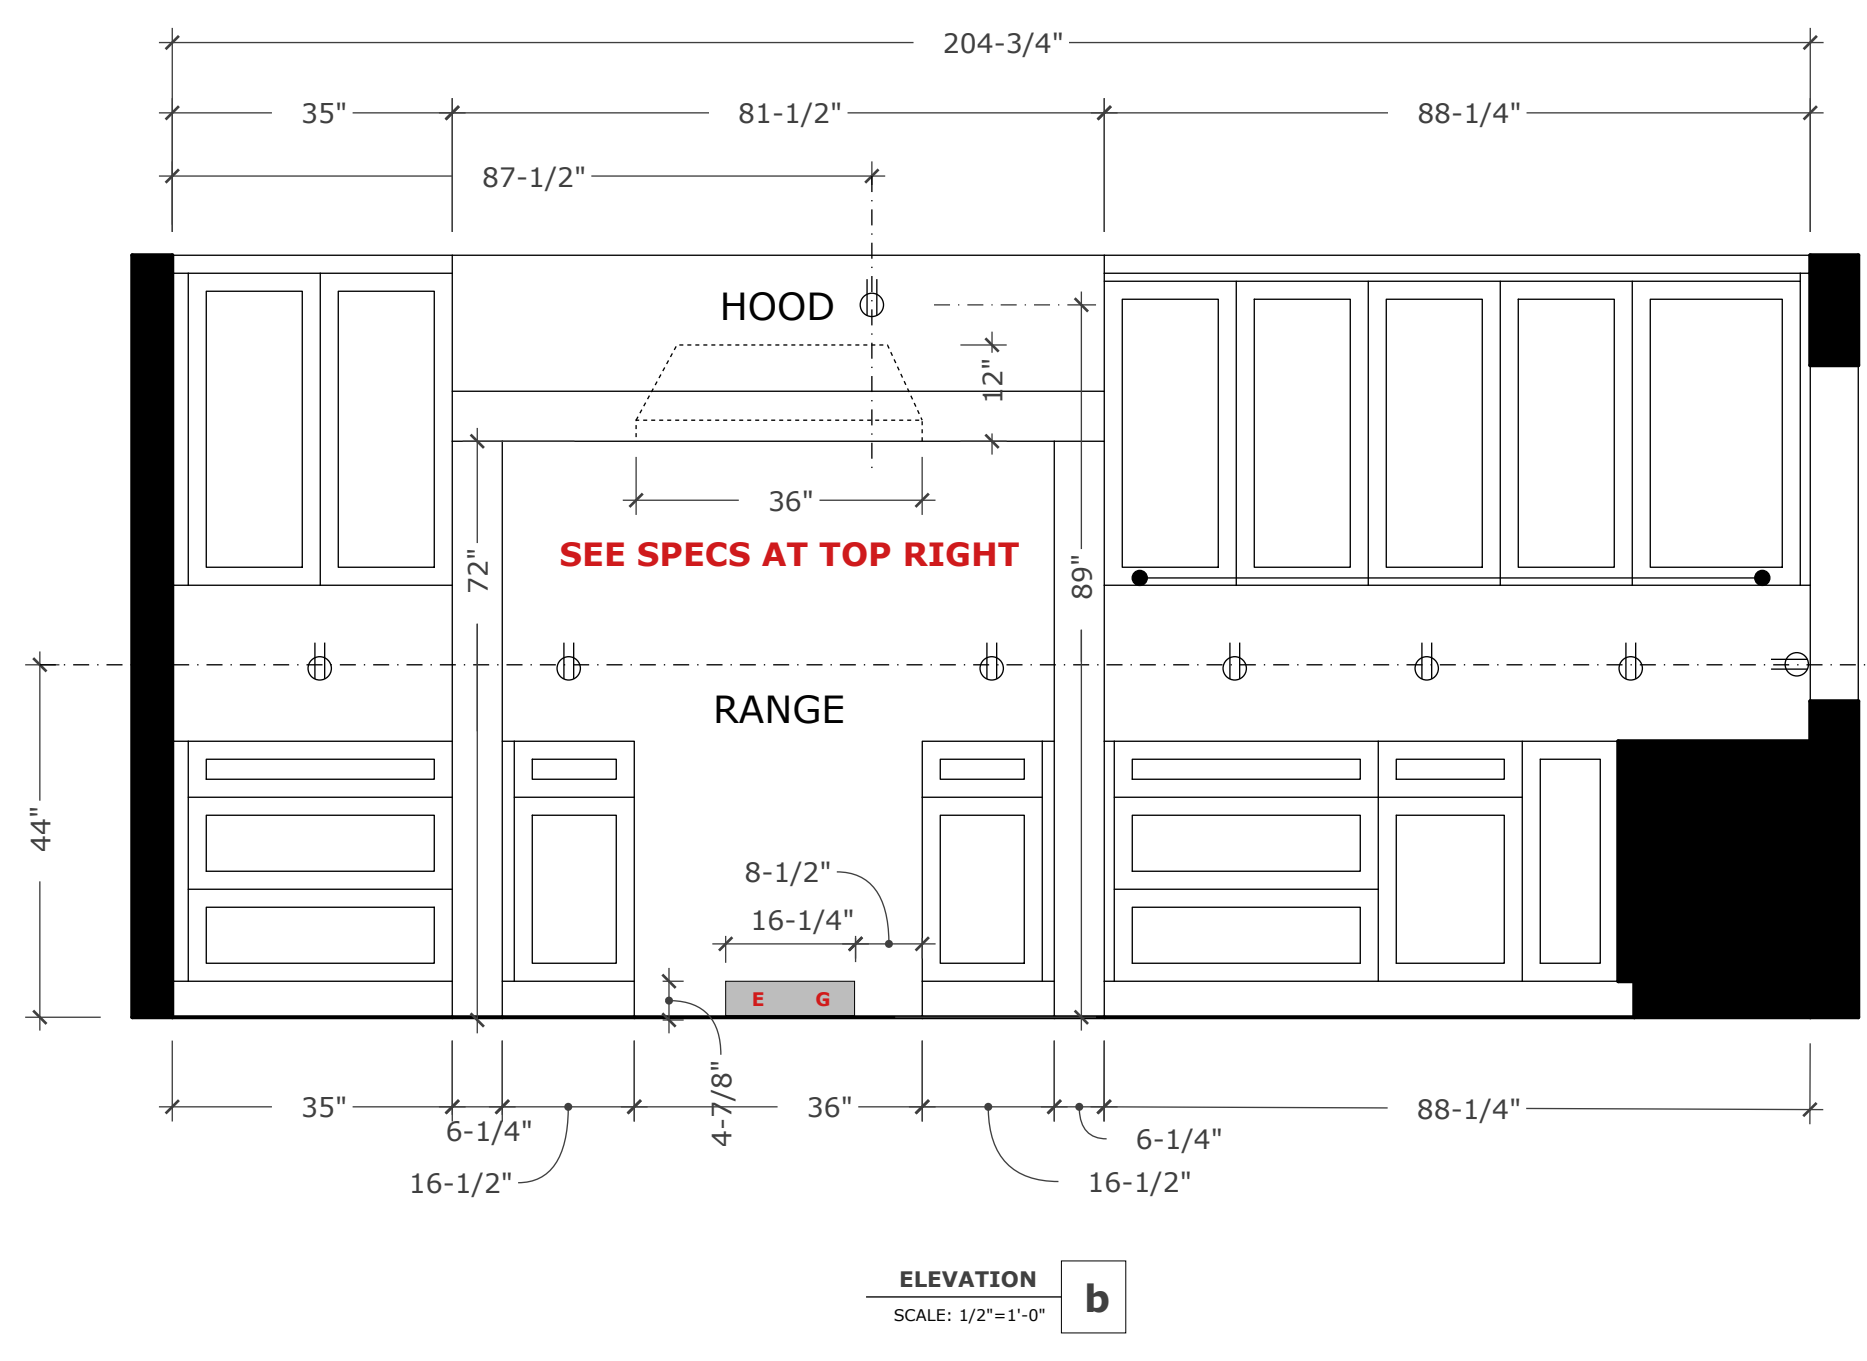 204-3/4"
35"
81-1/2"
88-1/4"
87-1/2"
HOOD
12"
36"
SEE SPECS AT TOP RIGHT
72"
89"
RANGE
44"
8-1/2"
16-1/4"
E G
4-7/8"
35"
36"
88-1/4"
6-1/4"
6-1/4"
16-1/2"
16-1/2"
ELEVATION
b
SCALE: 1/2"=1'-0"